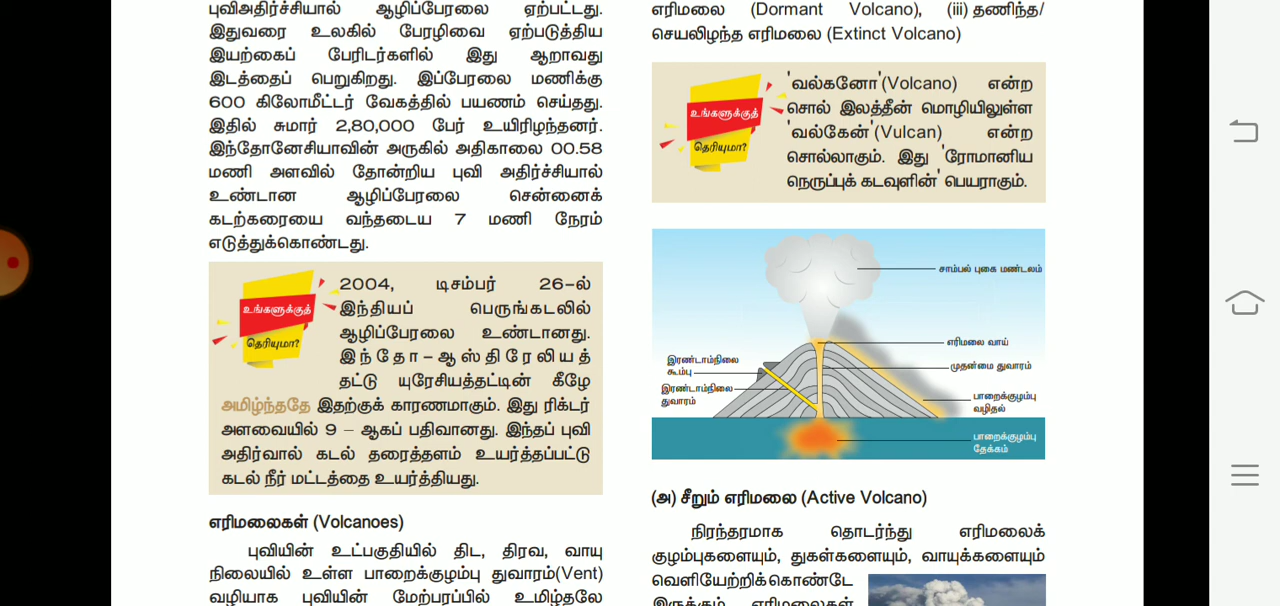 புவிஅதிர்ச்சியால் ஆழிப்பேரலை ஏற்பட்டது.
இதுவரை உலகில் பேரழிவை ஏற்படுத்திய
இயற்கைப் பேரிடர்களில் இது ஆறாவது
இடத்தைப் பெறுகிறது. இப்பேரலை மணிக்கு
600 கிலோமீட்டர் வேகத்தில் பயணம் செய்தது.
இதில் சுமார் 2,80,000 பேர் உயிரிழந்தனர்.
இந்தோனேசியாவின் அருகில் அதிகாலை 00.58
மணி அளவில் தோன்றிய புவி அதிர்ச்சியால்
உண்டான ஆழிப்பேரலை சென்னைக்
கடற்கரையை வந்தடைய 7 மணி நேரம்
எடுத்துக்கொண்டது.
உங்களுக்குத்
தெரியுமா?
2004, டிசம்பர் 26–ல்
இந்தியப் பெருங்கடலில்
ஆழிப்பேரலை உண்டானது.
இந்தோ–ஆஸ்திரேலியத்
தட்டு யுரேசியத்தட்டின் கீழே
அமிழ்ந்ததே இதற்குக் காரணமாகும். இது ரிக்டர்
அளவையில் 9 – ஆகப் பதிவானது. இந்தப் புவி
அதிர்வால் கடல் தரைத்தளம் உயர்த்தப்பட்டு
கடல் நீர் மட்டத்தை உயர்த்தியது.
எரிமலைகள் (Volcanoes)
புவியின் உட்பகுதியில் திட, திரவ, வாயு
நிலையில் உள்ள பாறைக்குழம்பு துவாரம்(Vent)
வழியாக புவியின் மேற்பரப்பில் உமிழ்தலே
எரிமலை (Dormant Volcano), (iii) தணிந்த/
செயலிழந்த எரிமலை (Extinct Volcano)
உங்களுக்குத்
தெரியுமா?
'வல்கனோ'(Volcano) என்ற
சொல் இலத்தீன் மொழியிலுள்ள
'வல்கேன்'(Vulcan) என்ற
சொல்லாகும். இது 'ரோமானிய
நெருப்புக் கடவுளின்' பெயராகும்.
சாம்பல் புகை மண்டலம்
எரிமலை வாய்
முதன்மை துவாரம்
இரண்டாம்நிலை
கூம்பு
இரண்டாம்நிலை
துவாரம்
பாறைக்குழம்பு
வழிதல்
பாறைக்குழம்பு
தேக்கம்
(அ) சீறும் எரிமலை (Active Volcano)
நிரந்தரமாக தொடர்ந்து எரிமலைக்
குழம்புகளையும், துகள்களையும், வாயுக்களையும்
வெளியேற்றிக்கொண்டே
இருக்கும் எரிமலைகள்